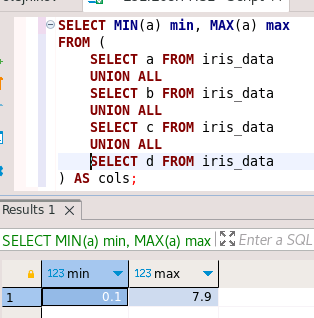 SELECT MIN(a) min, MAX(a) max
FROM (
SELECT a FROM iris_data
UNION ALL
SELECT b FROM iris_data
UNION ALL
SELECT c FROM iris_data
UNION ALL
SELECT d FROM iris_data
) AS cols;
Results 1
SELECT MIN(a) min, MAX(a) max
Enter a SQL
123 min 123 max
1 0.1 7.9